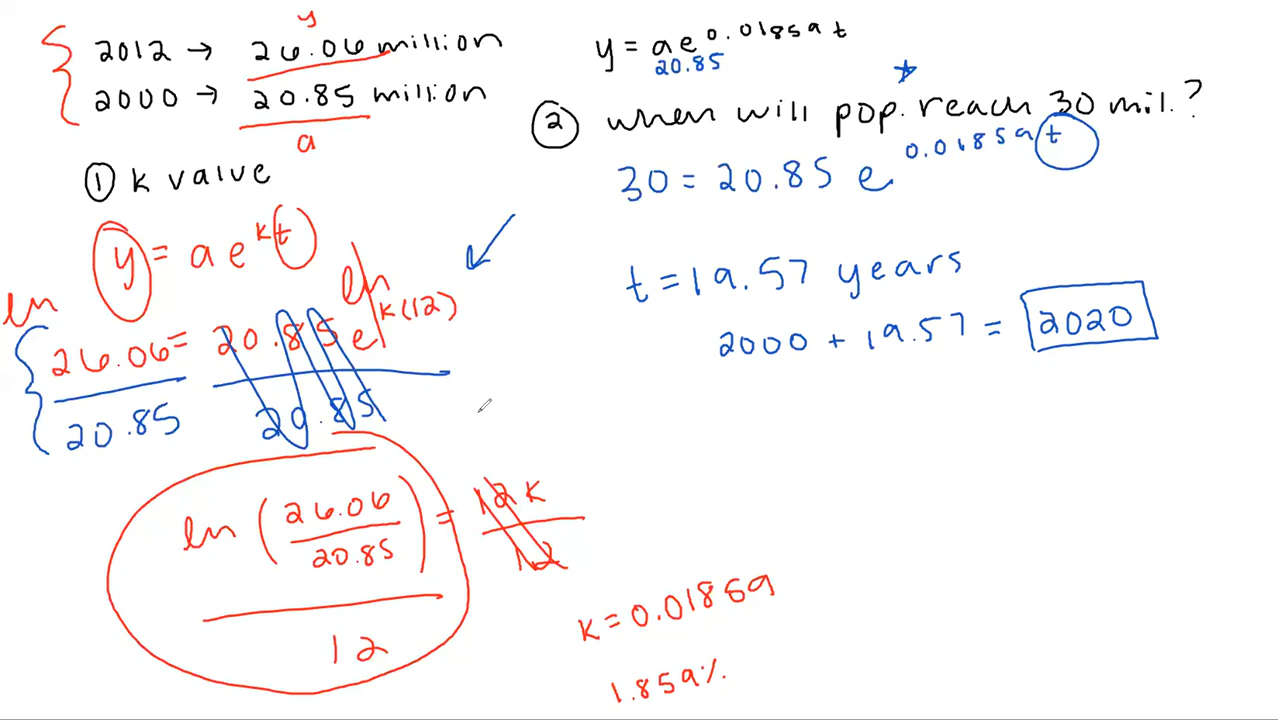 y
2012 → 26.06 million
2000 → 20.85 million
a
① k value
y = ae^kt
ln ln
26.06 = 20.85 e^k(12)
20.85 20.85
ln (26.06/20.85) = 12k
12 12
k = 0.01859
1.859%
y = ae^0.01859t
20.85
② when will pop. reach 30 mil.?
30 = 20.85 e^0.01859t
t = 19.57 years
2000 + 19.57 = 2020